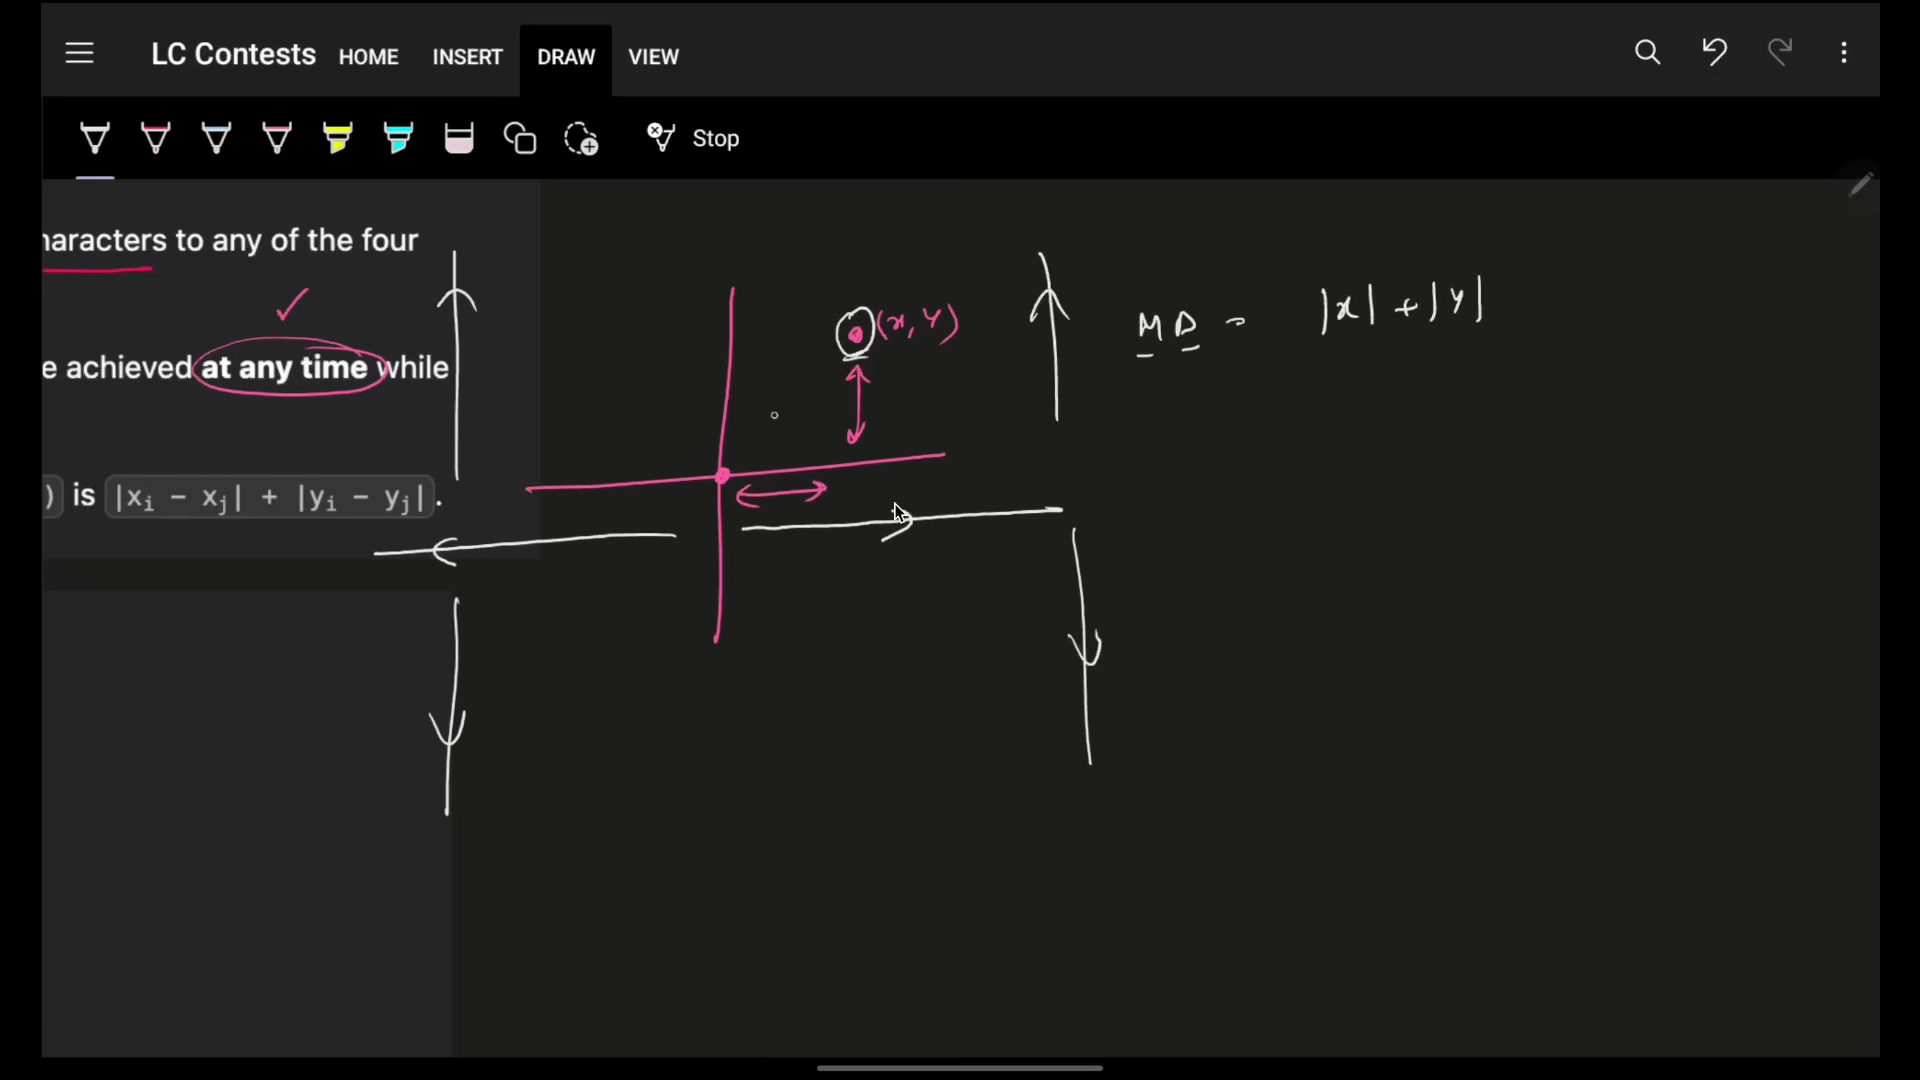 LC Contests HOME INSERT DRAW VIEW
Stop
haracters to any of the four
(x, y)
MD = |x| + |y|
e achieved at any time while
) is |xi − xj| + |yi − yj|.